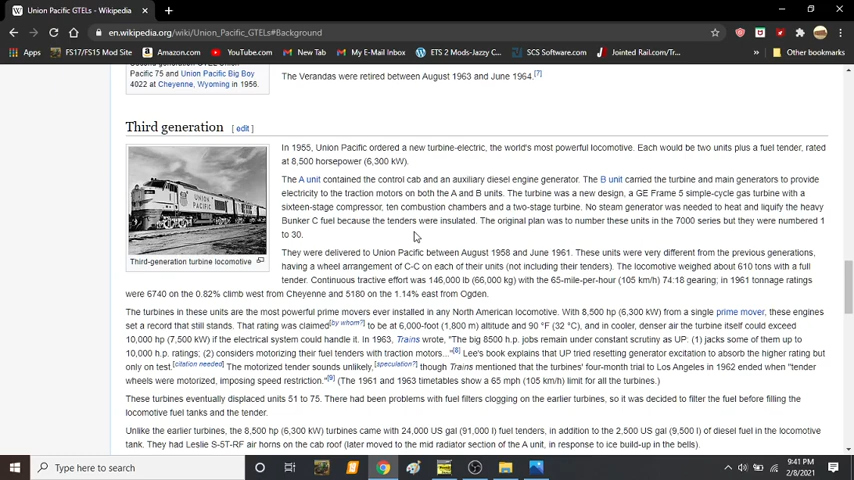 Union Pacific GTELs - Wikipedia
en.wikipedia.org/wiki/Union_Pacific_GTELs#Background
Apps FS17/FS15 Mod Site Amazon.com YouTube.com New Tab My E-mail Inbox ETS 2 Mods-Jazzy C... SCS Software.com Jointed Rail.com/Tr... Other bookmarks
Pacific 75 and Union Pacific Big Boy
4022 at Cheyenne, Wyoming in 1956.
The Verandas were retired between August 1963 and June 1964.[7]
Third generation [ edit ]
Third-generation turbine locomotive
In 1955, Union Pacific ordered a new turbine-electric, the world's most powerful locomotive. Each would be two units plus a fuel tender, rated
at 8,500 horsepower (6,300 kW).
The A unit contained the control cab and an auxiliary diesel engine generator. The B unit carried the turbine and main generators to provide
electricity to the traction motors on both the A and B units. The turbine was a new design, a GE Frame 5 simple-cycle gas turbine with a
sixteen-stage compressor, ten combustion chambers and a two-stage turbine. No steam generator was needed to heat and liquify the heavy
Bunker C fuel because the tenders were insulated. The original plan was to number these units in the 7000 series but they were numbered 1
to 30.
They were delivered to Union Pacific between August 1958 and June 1961. These units were very different from the previous generations,
having a wheel arrangement of C-C on each of their units (not including their tenders). The locomotive weighed about 610 tons with a full
tender. Continuous tractive effort was 146,000 lb (66,000 kg) with the 65-mile-per-hour (105 km/h) 74:18 gearing; in 1961 tonnage ratings
were 6740 on the 0.82% climb west from Cheyenne and 5180 on the 1.14% east from Ogden.
The turbines in these units are the most powerful prime movers ever installed in any North American locomotive. With 8,500 hp (6,300 kW) from a single prime mover, these engines
set a record that still stands. That rating was claimed[by whom?] to be at 6,000-foot (1,800 m) altitude and 90 °F (32 °C), and in cooler, denser air the turbine itself could exceed
10,000 hp (7,500 kW) if the electrical system could handle it. In 1963, Trains wrote, "The big 8500 h.p. jobs remain under constant scrutiny as UP: (1) jacks some of them up to
10,000 h.p. ratings; (2) considers motorizing their fuel tenders with traction motors..."[8] Lee's book explains that UP tried resetting generator excitation to absorb the higher rating but
only on test.[citation needed] The motorized tender sounds unlikely,[speculation?] though Trains mentioned the turbines' four-month trial to Los Angeles in 1962 ended when "tender
wheels were motorized, imposing speed restriction."[9] (The 1961 and 1963 timetables show a 65 mph (105 km/h) limit for all the turbines.)
These turbines eventually displaced units 51 to 75. There had been problems with fuel filters clogging on the earlier turbines, so it was decided to filter the fuel before filling the
locomotive fuel tanks and the tender.
Unlike the earlier turbines, the 8,500 hp (6,300 kW) turbines came with 24,000 US gal (91,000 l) fuel tenders, in addition to the 2,500 US gal (9,500 l) of diesel fuel in the locomotive
tank. They had Leslie S-5T-RF air horns on the cab roof (later moved to the mid radiator section of the A unit, in response to ice build-up in the bells).
Type here to search
9:41 PM
2/8/2021